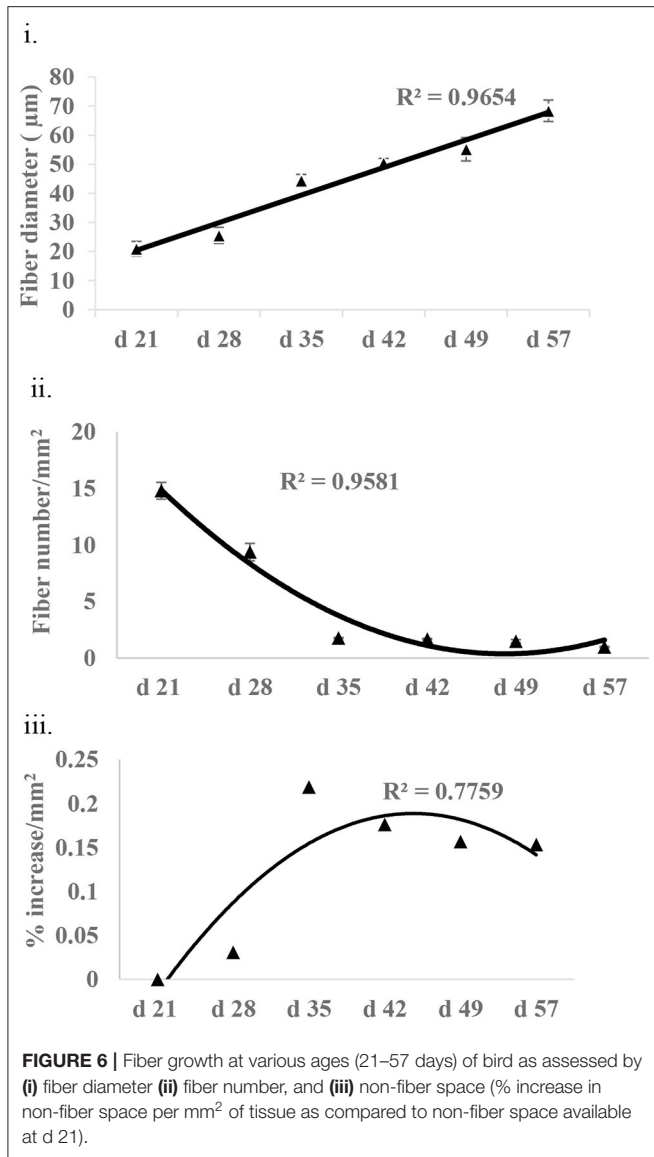 i.
80
70
60
50
40
30
20
10
0
Fiber diameter ( µm)
R² = 0.9654
d 21 d 28 d 35 d 42 d 49 d 57
ii.
20
15
10
5
0
Fiber number/mm²
R² = 0.9581
d 21 d 28 d 35 d 42 d 49 d 57
iii.
0.25
0.2
0.15
0.1
0.05
0
% increase/mm²
R² = 0.7759
d 21 d 28 d 35 d 42 d 49 d 57
FIGURE 6 | Fiber growth at various ages (21–57 days) of bird as assessed by
(i) fiber diameter (ii) fiber number, and (iii) non-fiber space (% increase in
non-fiber space per mm² of tissue as compared to non-fiber space available
at d 21).